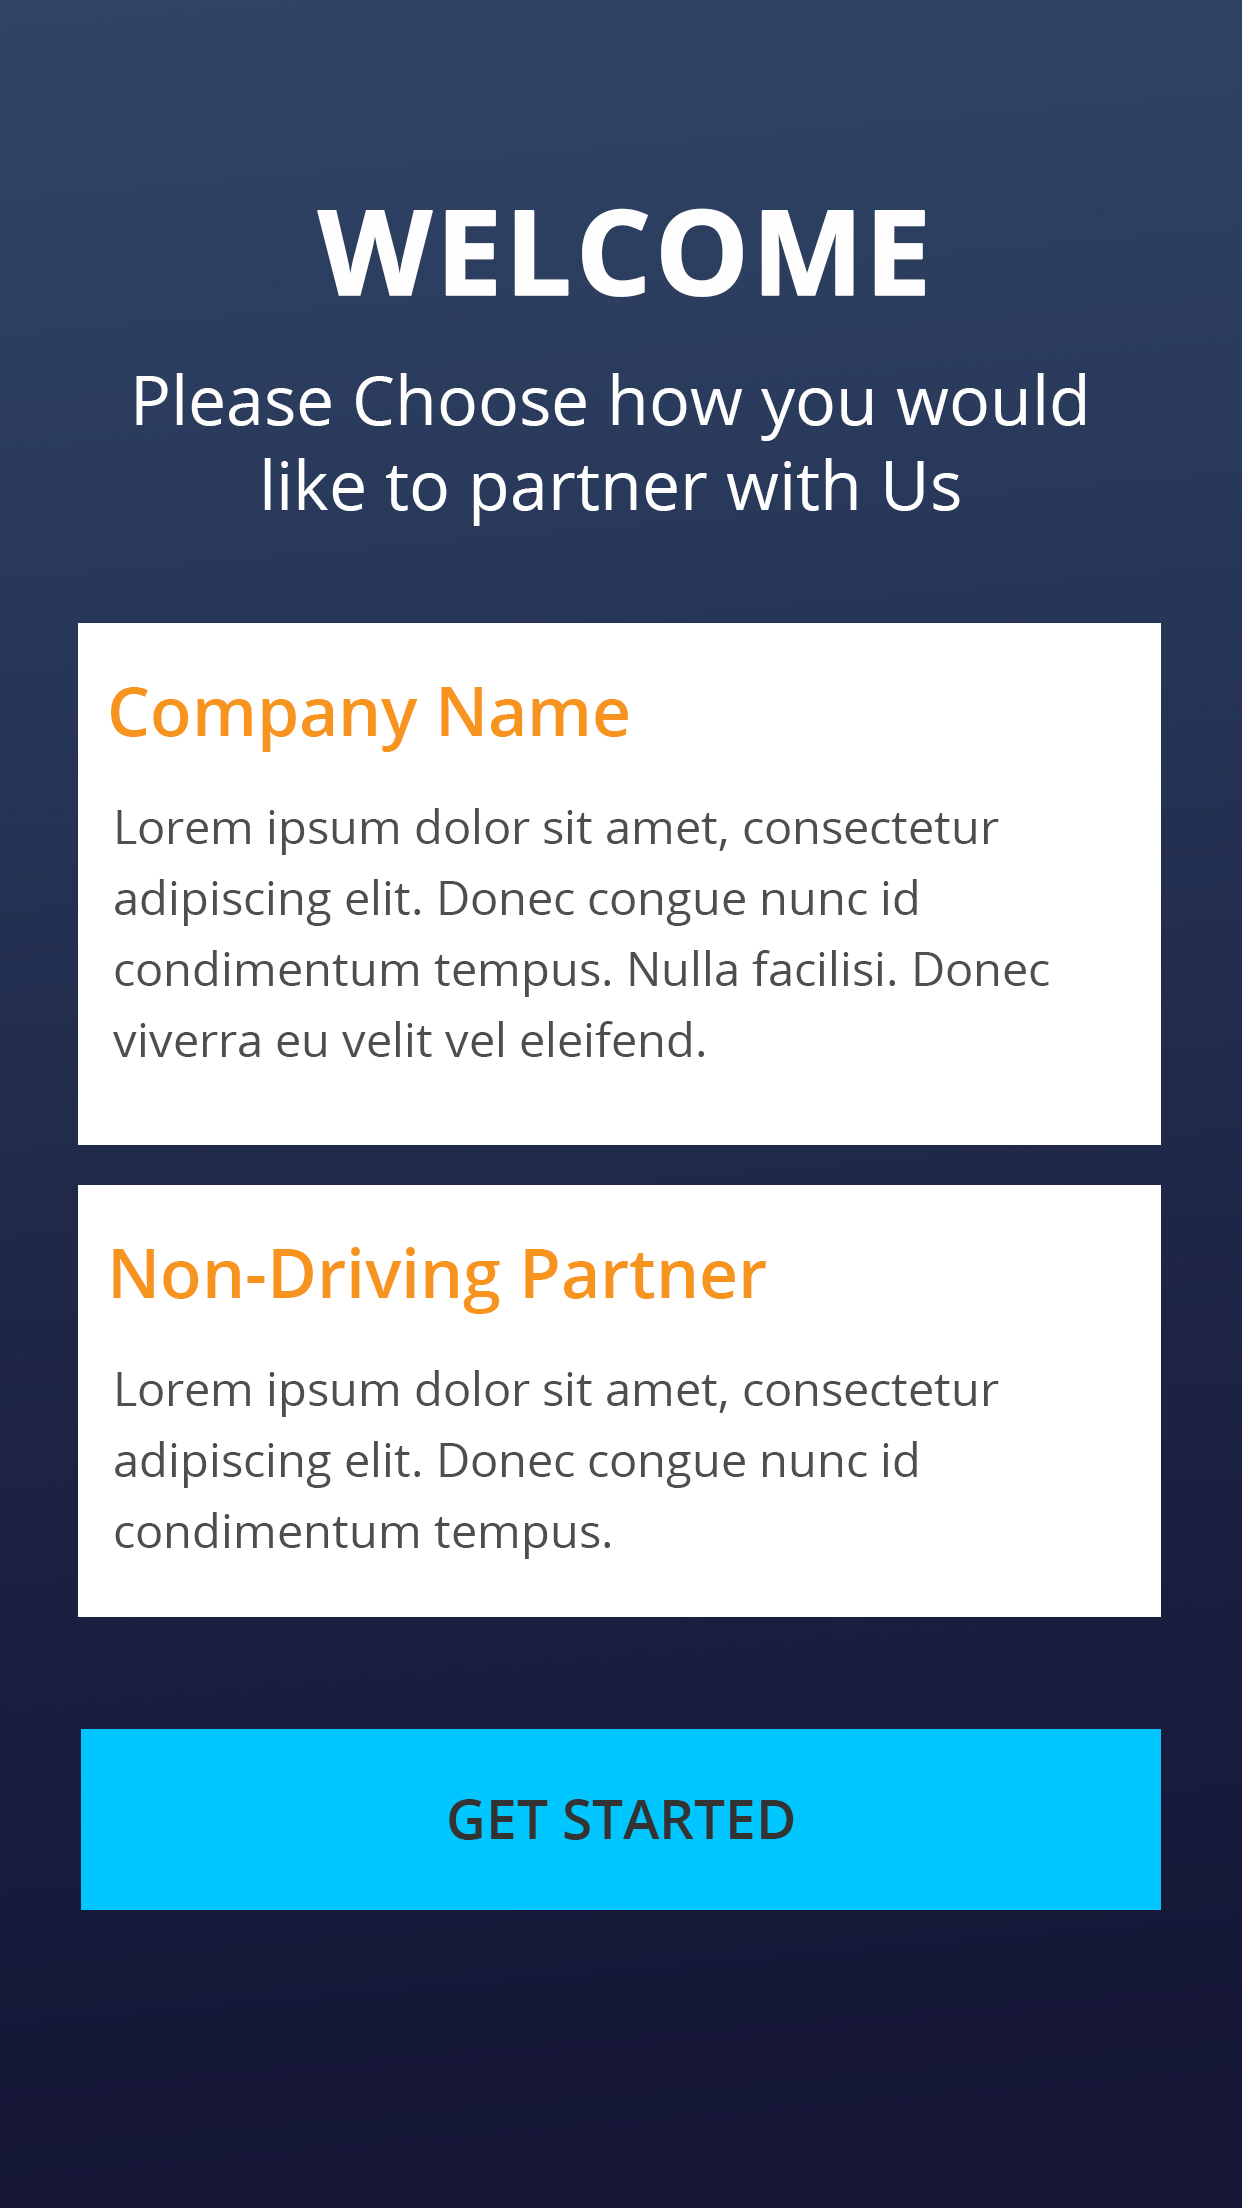 WELCOME
Please Choose how you would
like to partner with Us
Company Name
Lorem ipsum dolor sit amet, consectetur
adipiscing elit. Donec congue nunc id
condimentum tempus. Nulla facilisi. Donec
viverra eu velit vel eleifend.
Non-Driving Partner
Lorem ipsum dolor sit amet, consectetur
adipiscing elit. Donec congue nunc id
condimentum tempus.
GET STARTED